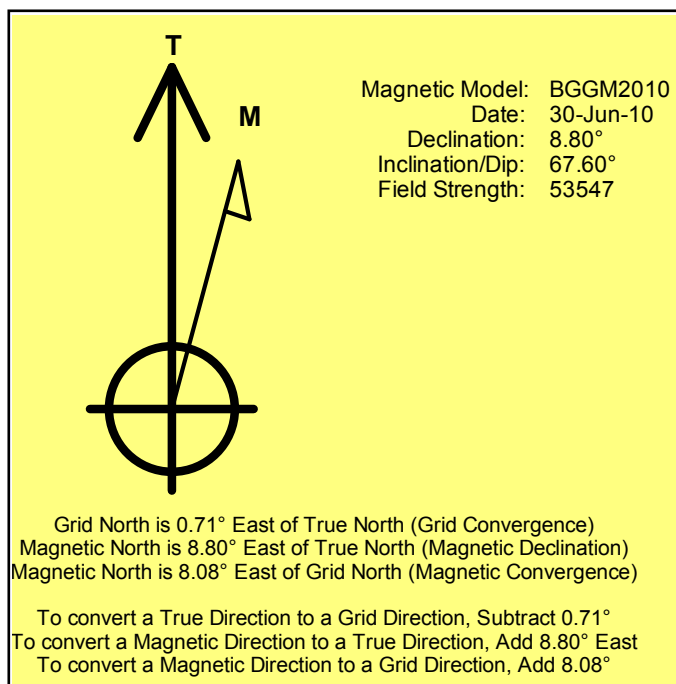 T
M
Magnetic Model: BGGM2010
Date: 30-Jun-10
Declination: 8.80°
Inclination/Dip: 67.60°
Field Strength: 53547
Grid North is 0.71° East of True North (Grid Convergence)
Magnetic North is 8.80° East of True North (Magnetic Declination)
Magnetic North is 8.08° East of Grid North (Magnetic Convergence)
To convert a True Direction to a Grid Direction, Subtract 0.71°
To convert a Magnetic Direction to a True Direction, Add 8.80° East
To convert a Magnetic Direction to a Grid Direction, Add 8.08°